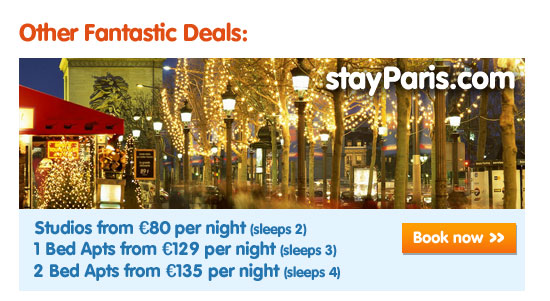 Other Fantastic Deals:
stayParis.com
Studios from €80 per night (sleeps 2)
1 Bed Apts from €129 per night (sleeps 3)
2 Bed Apts from €135 per night (sleeps 4)
Book now >>